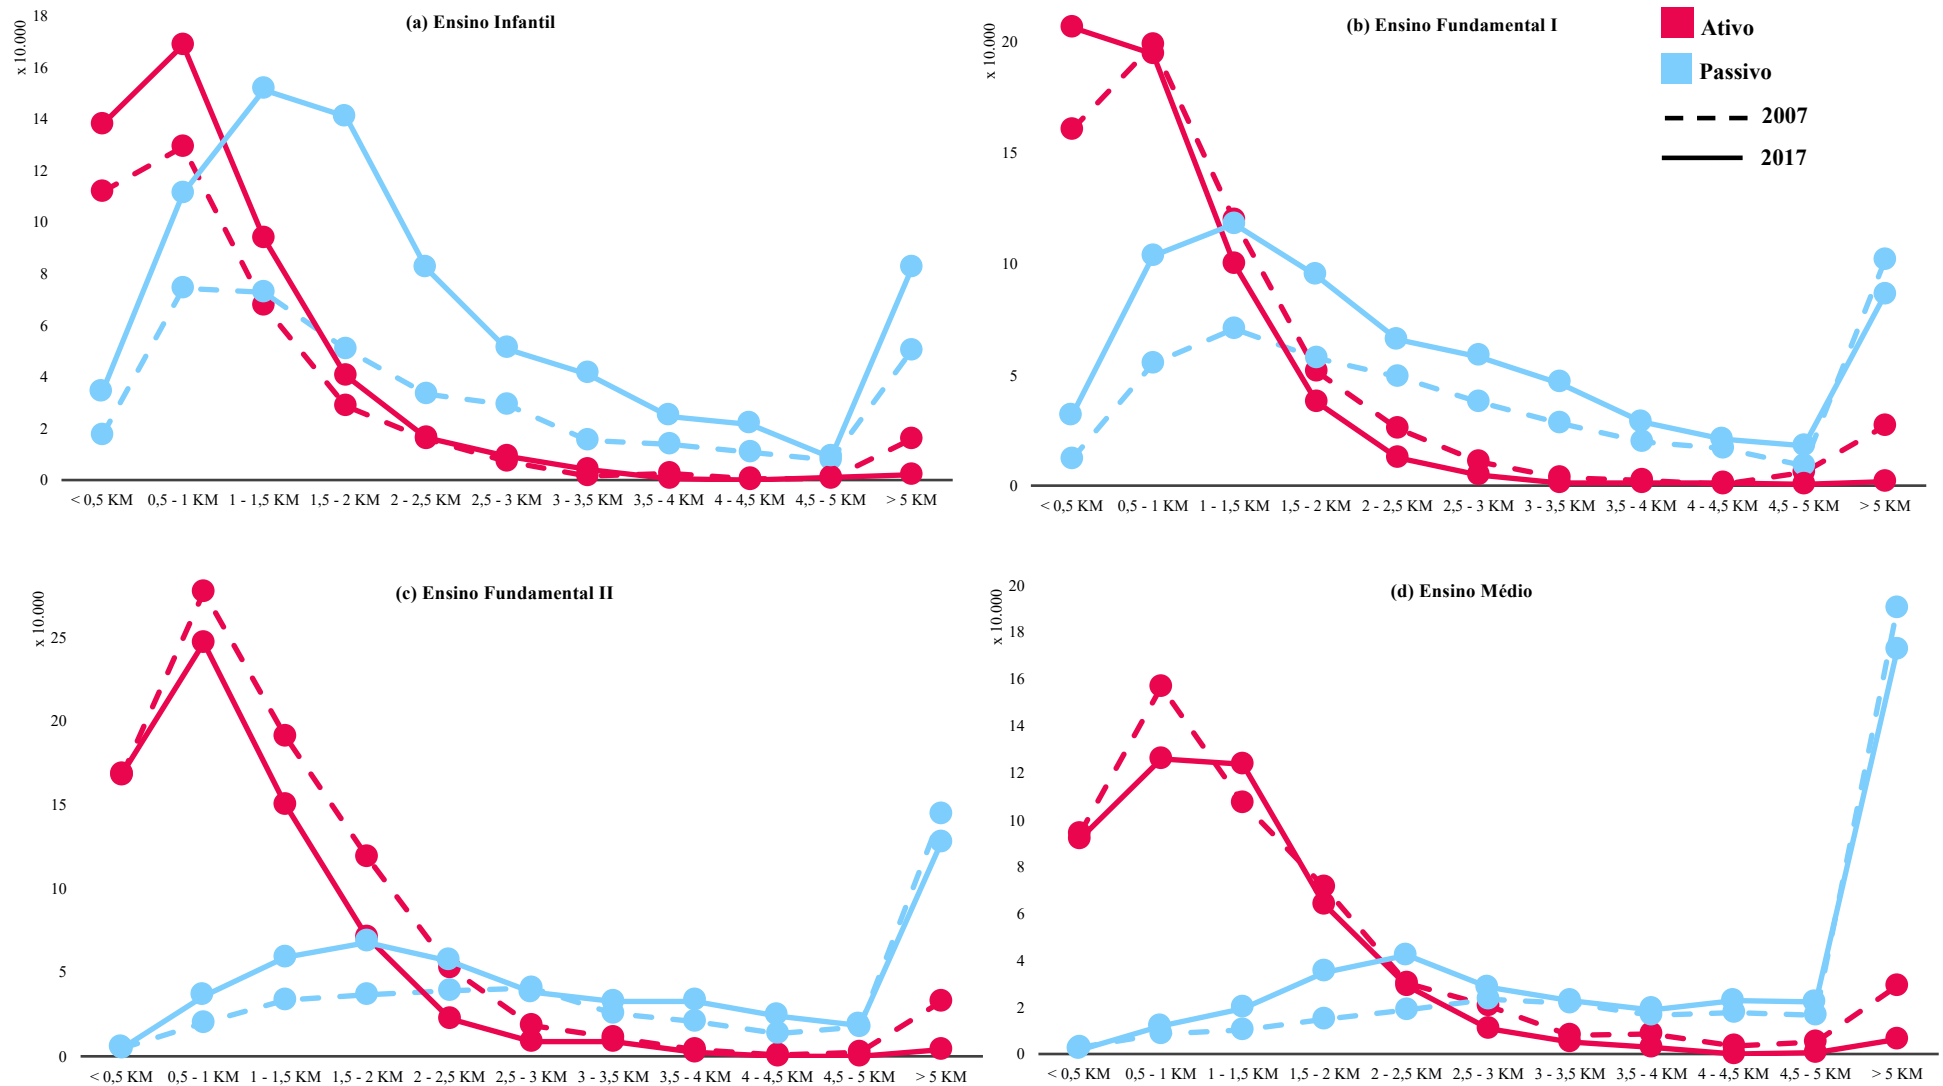 (a) Ensino Infantil
x 10.000
18
16
14
12
10
8
6
4
2
0
< 0,5 KM 0,5 - 1 KM 1 - 1,5 KM 1,5 - 2 KM 2 - 2,5 KM 2,5 - 3 KM 3 - 3,5 KM 3,5 - 4 KM 4 - 4,5 KM 4,5 - 5 KM > 5 KM
(b) Ensino Fundamental I
x 10.000
20
15
10
5
0
< 0,5 KM 0,5 - 1 KM 1 - 1,5 KM 1,5 - 2 KM 2 - 2,5 KM 2,5 - 3 KM 3 - 3,5 KM 3,5 - 4 KM 4 - 4,5 KM 4,5 - 5 KM > 5 KM
Ativo
Passivo
2007
2017
(c) Ensino Fundamental II
x 10.000
25
20
15
10
5
0
< 0,5 KM 0,5 - 1 KM 1 - 1,5 KM 1,5 - 2 KM 2 - 2,5 KM 2,5 - 3 KM 3 - 3,5 KM 3,5 - 4 KM 4 - 4,5 KM 4,5 - 5 KM > 5 KM
(d) Ensino Médio
x 10.000
20
18
16
14
12
10
8
6
4
2
0
< 0,5 KM 0,5 - 1 KM 1 - 1,5 KM 1,5 - 2 KM 2 - 2,5 KM 2,5 - 3 KM 3 - 3,5 KM 3,5 - 4 KM 4 - 4,5 KM 4,5 - 5 KM > 5 KM